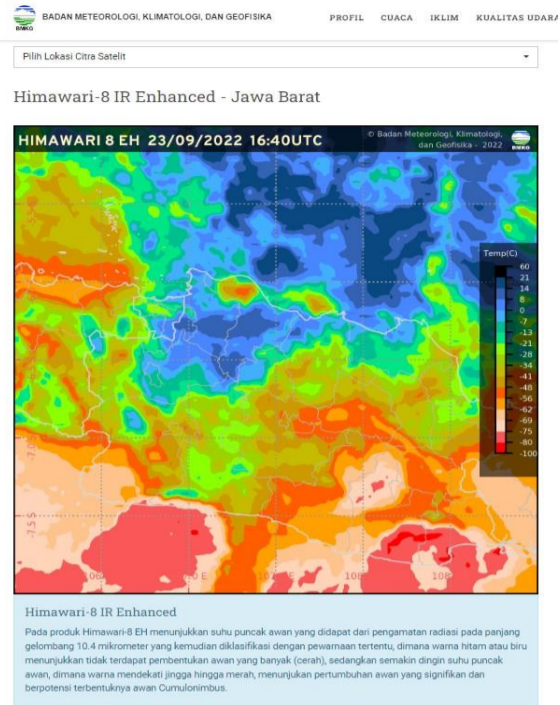 BMKG
BADAN METEOROLOGI, KLIMATOLOGI, DAN GEOFISIKA
PROFIL CUACA IKLIM KUALITAS UDARA
Pilih Lokasi Citra Satelit
Himawari-8 IR Enhanced - Jawa Barat
HIMAWARI 8 EH 23/09/2022 16:40UTC
© Badan Meteorologi, Klimatologi,
dan Geofisika - 2022
BMKG
Temp(C)
60
21
14
8
0
-7
-13
-21
-28
-34
-41
-48
-56
-62
-69
-75
-80
-100
-7.5 S
Himawari-8 IR Enhanced
Pada produk Himawari-8 EH menunjukkan suhu puncak awan yang didapat dari pengamatan radiasi pada panjang
gelombang 10.4 mikrometer yang kemudian diklasifikasi dengan pewarnaan tertentu, dimana warna hitam atau biru
menunjukkan tidak terdapat pembentukan awan yang banyak (cerah), sedangkan semakin dingin suhu puncak
awan, dimana warna mendekati jingga hingga merah, menunjukan pertumbuhan awan yang signifikan dan
berpotensi terbentuknya awan Cumulonimbus.